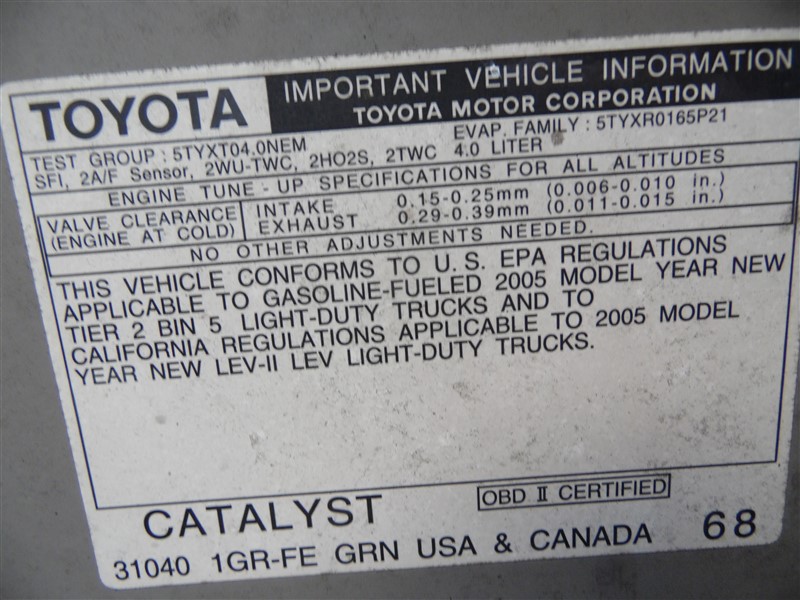 TOYOTA IMPORTANT VEHICLE INFORMATION
TOYOTA MOTOR CORPORATION
TEST GROUP : 5TYXT04.0NEM EVAP. FAMILY : 5TYXR0165P21
SFI, 2A/F Sensor, 2WU-TWC, 2HO2S, 2TWC 4.0 LITER
ENGINE TUNE - UP SPECIFICATIONS FOR ALL ALTITUDES
VALVE CLEARANCE INTAKE 0.15-0.25mm (0.006-0.010 in.)
(ENGINE AT COLD) EXHAUST 0.29-0.39mm (0.011-0.015 in.)
NO OTHER ADJUSTMENTS NEEDED.
THIS VEHICLE CONFORMS TO U.S. EPA REGULATIONS
APPLICABLE TO GASOLINE-FUELED 2005 MODEL YEAR NEW
TIER 2 BIN 5 LIGHT-DUTY TRUCKS AND TO
CALIFORNIA REGULATIONS APPLICABLE TO 2005 MODEL
YEAR NEW LEV-II LEV LIGHT-DUTY TRUCKS.
OBD II CERTIFIED
CATALYST
31040 1GR-FE GRN USA & CANADA 68